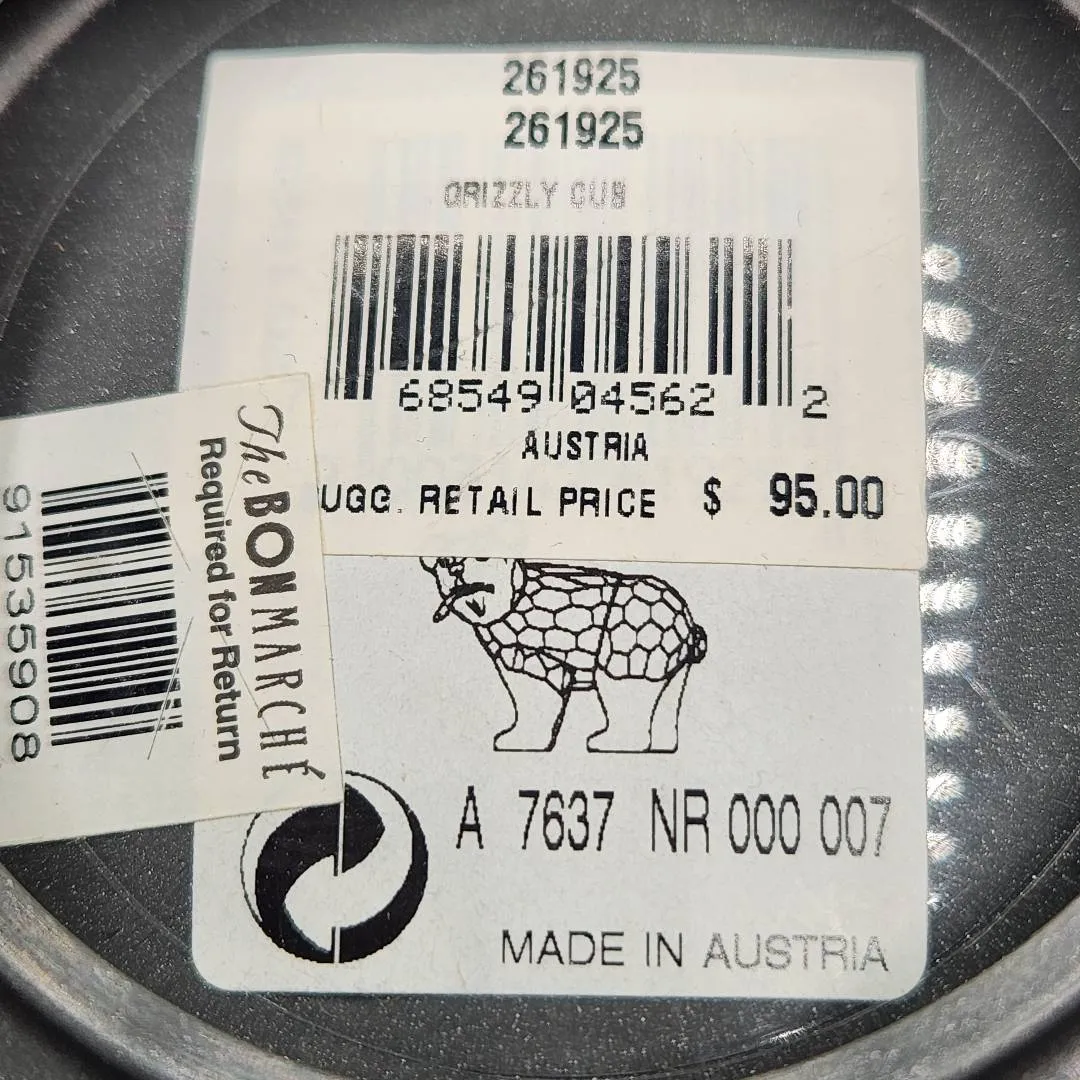 261925
261925
GRIZZLY CUB
68549 04562 2
AUSTRIA
UGG. RETAIL PRICE $ 95.00
The BON MARCHÉ
Required for Return
91535908
A 7637 NR 000 007
MADE IN AUSTRIA